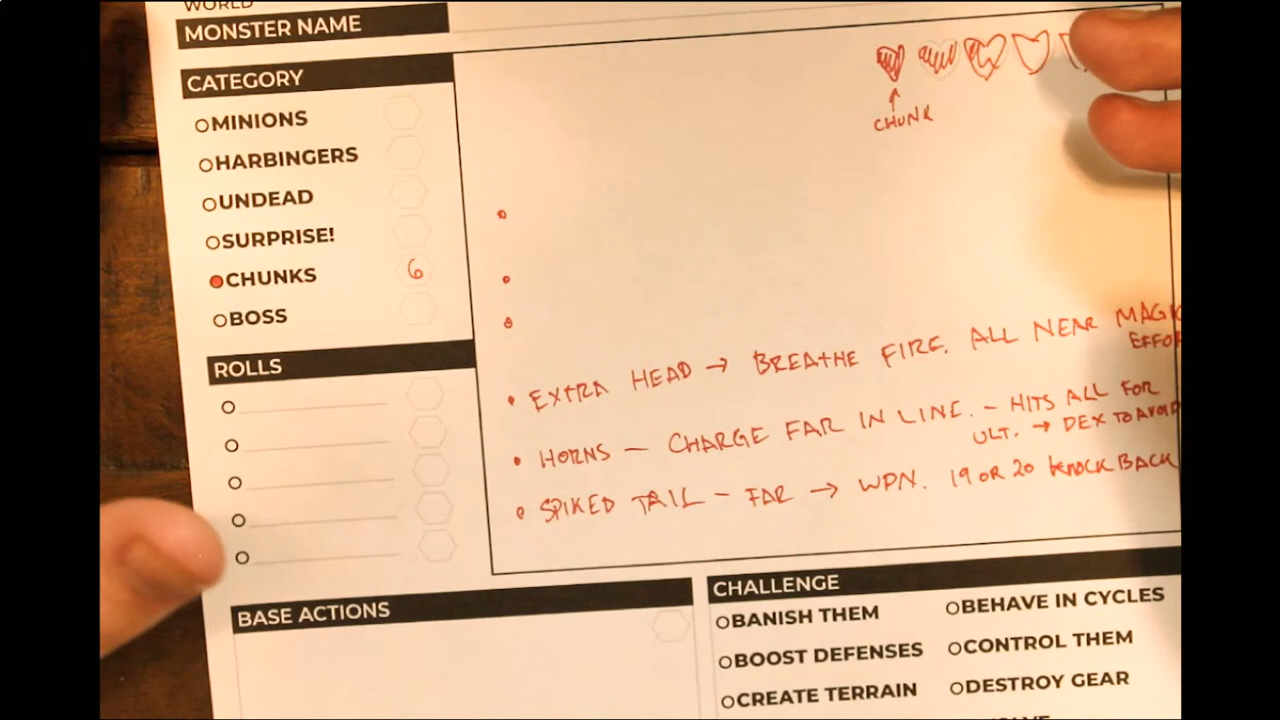 WORLD
MONSTER NAME
CATEGORY
MINIONS
HARBINGERS
UNDEAD
SURPRISE!
CHUNKS 6
BOSS
ROLLS
CHUNK
• EXTRA HEAD → BREATHE FIRE. ALL NEAR MAGIC
EFFO
• HORNS — CHARGE FAR IN LINE. - HITS ALL FOR
ULT. → DEX TO AVOID
• SPIKED TAIL - FAR → WPN. 19 OR 20 KNOCK BACK
BASE ACTIONS
CHALLENGE
BANISH THEM
BOOST DEFENSES
CREATE TERRAIN
BEHAVE IN CYCLES
CONTROL THEM
DESTROY GEAR